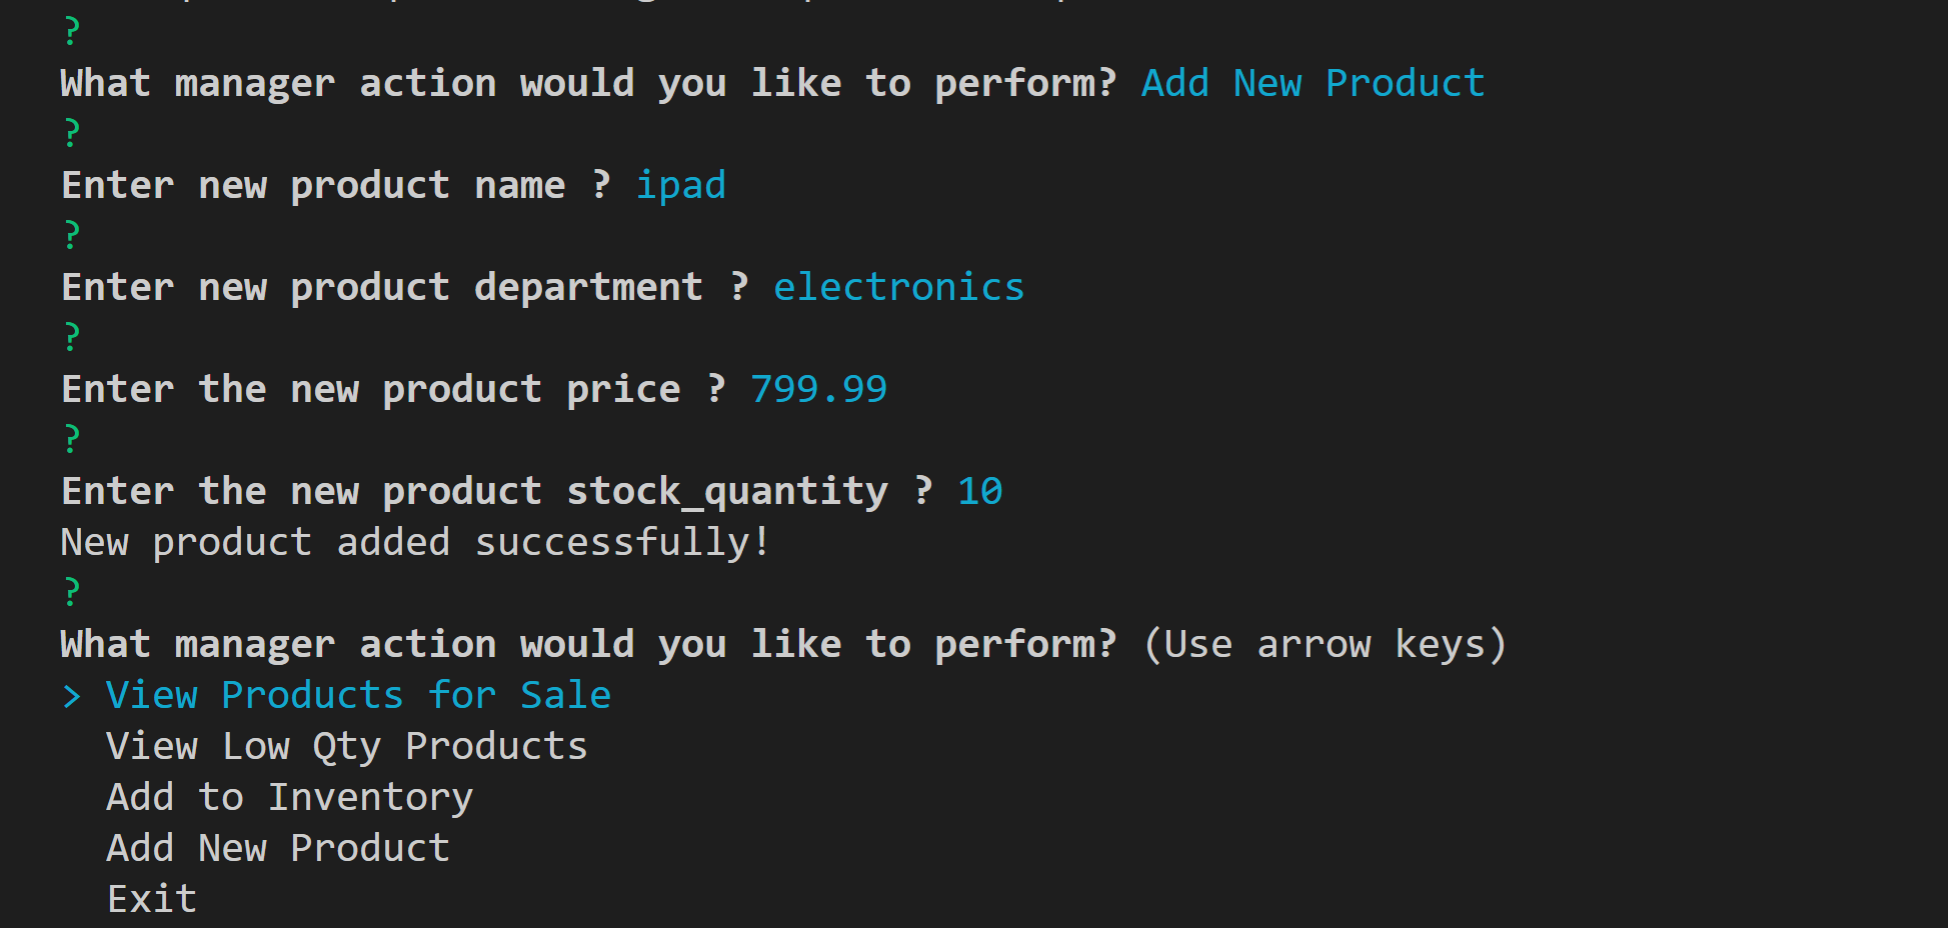 ?
What manager action would you like to perform? Add New Product
?
Enter new product name ? ipad
?
Enter new product department ? electronics
?
Enter the new product price ? 799.99
?
Enter the new product stock_quantity ? 10
New product added successfully!
?
What manager action would you like to perform? (Use arrow keys)
> View Products for Sale
View Low Qty Products
Add to Inventory
Add New Product
Exit